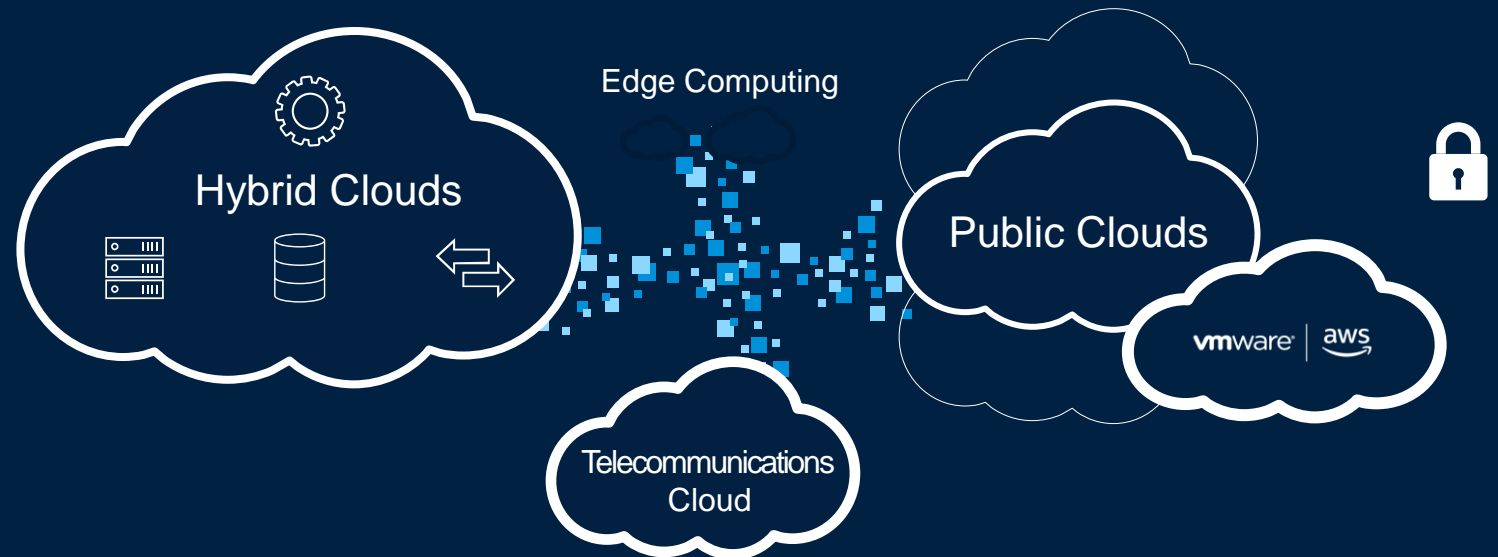 Edge Computing
Hybrid Clouds
Public Clouds
vmware® | aws
Telecommunications
Cloud